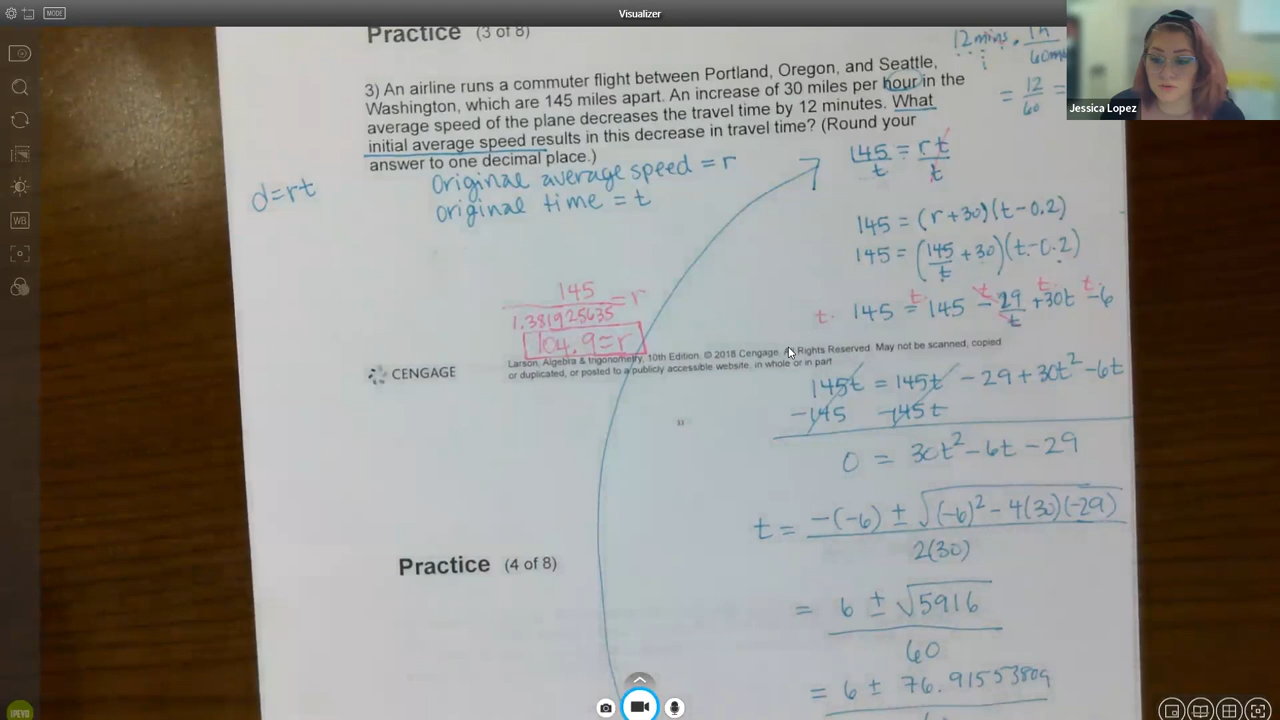 MODE
Visualizer
Practice (3 of 8)
3) An airline runs a commuter flight between Portland, Oregon, and Seattle,
Washington, which are 145 miles apart. An increase of 30 miles per hour in the
average speed of the plane decreases the travel time by 12 minutes. What
initial average speed results in this decrease in travel time? (Round your
answer to one decimal place.)
d=rt
Original average speed = r
original time = t
145/1.381925635 = r
104.9=r
CENGAGE
Larson, Algebra & trigonometry, 10th Edition. © 2018 Cengage. All Rights Reserved. May not be scanned, copied
or duplicated, or posted to a publicly accessible website, in whole or in part
Practice (4 of 8)
12 mins ·
= 12/60 =
145/t = rt/t
145 = (r+30)(t-0.2)
145 = (145/t +30)(t-0.2)
t· 145 = t· 145 - t· 29/t + t· 30t - t· 6
145t = 145t - 29 + 30t² - 6t
-145 -145t
0 = 30t² - 6t - 29
t = -(-6) ± √(-6)² - 4(30)(-29)
2(30)
= 6 ± √5916
60
= 6 ± 76.91553809
Jessica Lopez
WB
IPEVO